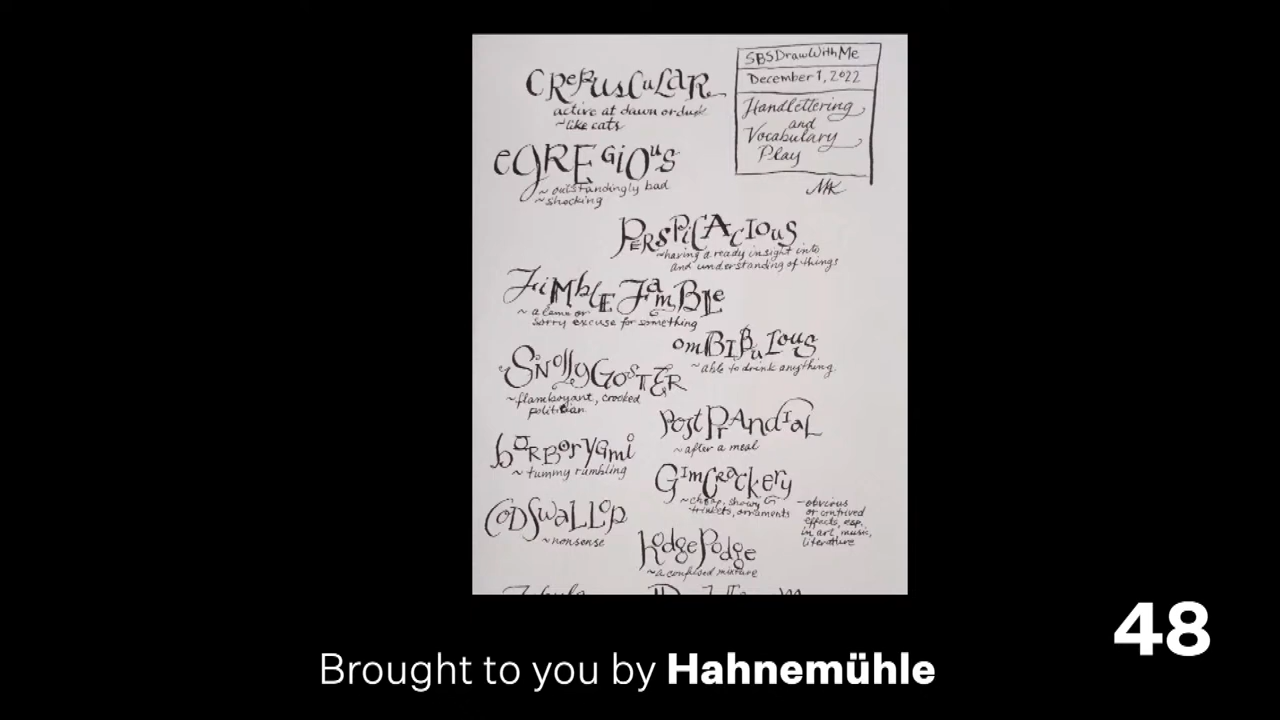 CREPUSCULAR
active at dawn or dusk
~like cats
SBSDrawWithMe
December 1, 2022
Handlettering
and
Vocabulary
Play
MK
EGREGIOUS
~ outstandingly bad
~shocking
PERSPICACIOUS
~having a ready insight into
and understanding of things
JUMBLE JAMBLE
~ a lame or
sorry excuse for something
OMBIBULOUS
~ able to drink anything
SNOLLYGOSTER
~flamboyant, crooked
politician.
POSTPRANDIAL
~after a meal
BORBORYGMI
~ tummy rumbling
GIMCRACKERY
~cheap, showy
trinkets, ornaments
~obvious
or contrived
effects, esp.
in art, music,
literature
CODSWALLOP
~nonsense
HodgePodge
~a confused mixture
48
Brought to you by Hahnemühle